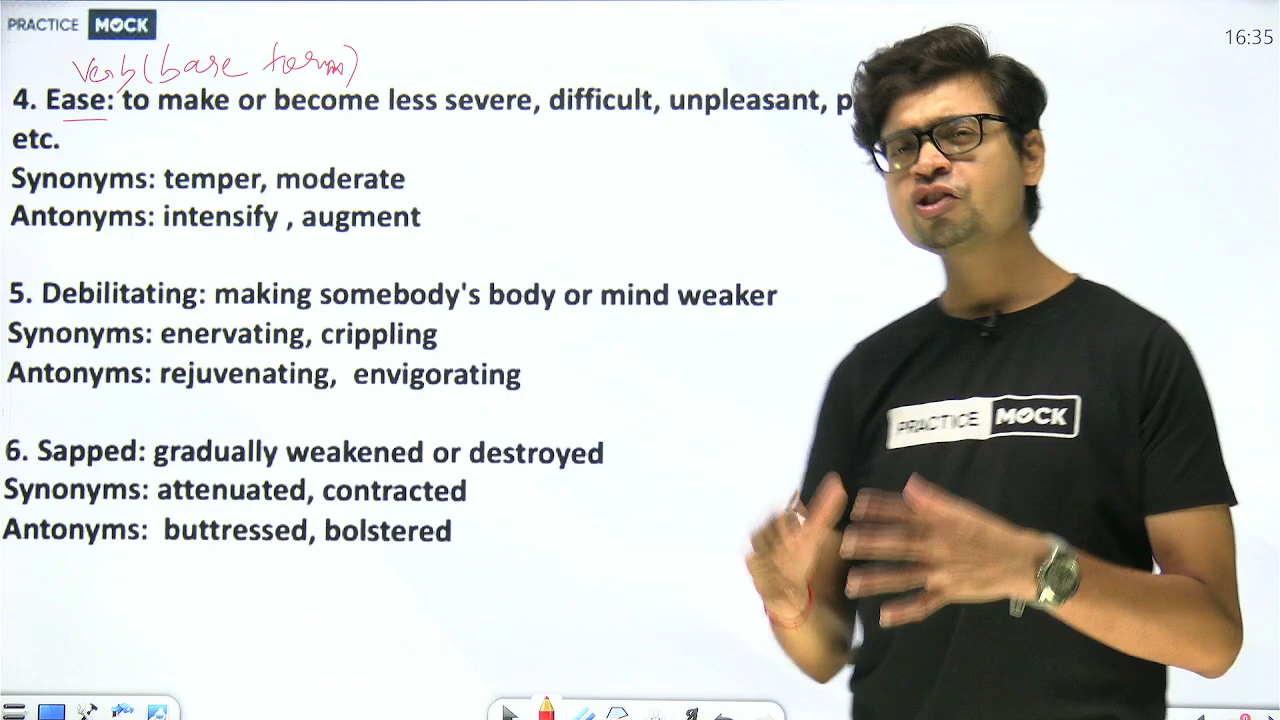 PRACTICE MOCK
16:35
Verb (base form)
4. Ease: to make or become less severe, difficult, unpleasant, p
etc.
Synonyms: temper, moderate
Antonyms: intensify , augment
5. Debilitating: making somebody's body or mind weaker
Synonyms: enervating, crippling
Antonyms: rejuvenating, envigorating
6. Sapped: gradually weakened or destroyed
Synonyms: attenuated, contracted
Antonyms: buttressed, bolstered
PRACTICE MOCK